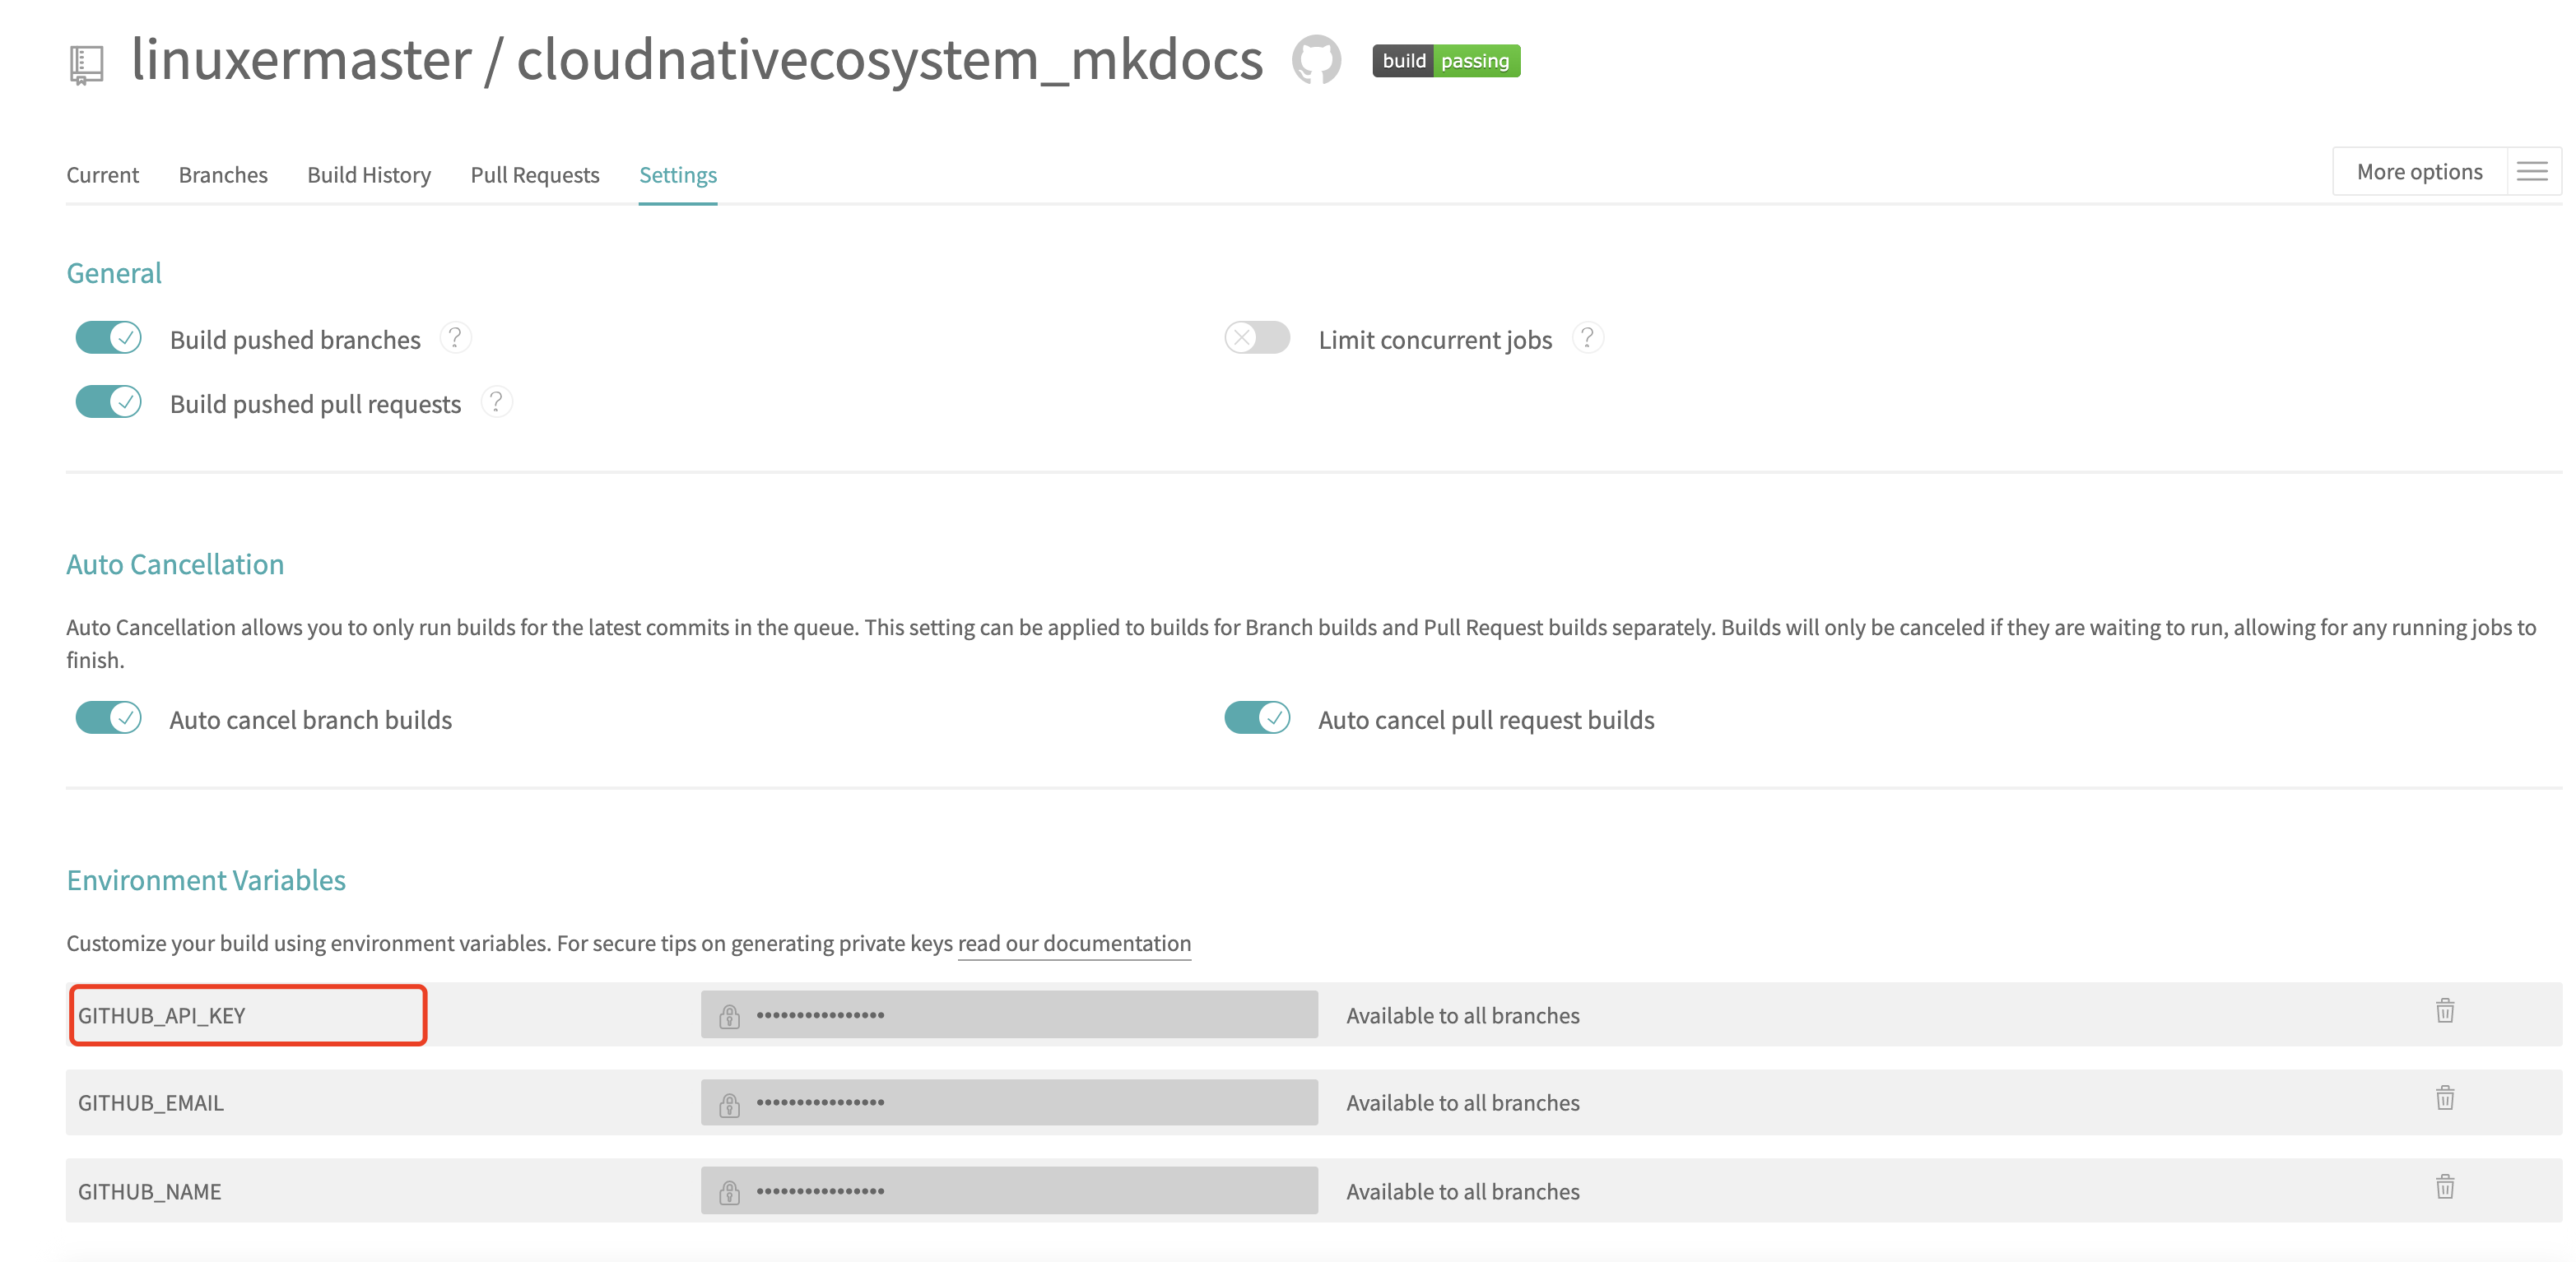 linuxermaster / cloudnativecosystem_mkdocs build passing
Current Branches Build History Pull Requests Settings More options
General
Build pushed branches ? Limit concurrent jobs ?
Build pushed pull requests ?
Auto Cancellation
Auto Cancellation allows you to only run builds for the latest commits in the queue. This setting can be applied to builds for Branch builds and Pull Request builds separately. Builds will only be canceled if they are waiting to run, allowing for any running jobs to
finish.
Auto cancel branch builds Auto cancel pull request builds
Environment Variables
Customize your build using environment variables. For secure tips on generating private keys read our documentation
GITHUB_API_KEY •••••••••••••••• Available to all branches
GITHUB_EMAIL •••••••••••••••• Available to all branches
GITHUB_NAME •••••••••••••••• Available to all branches